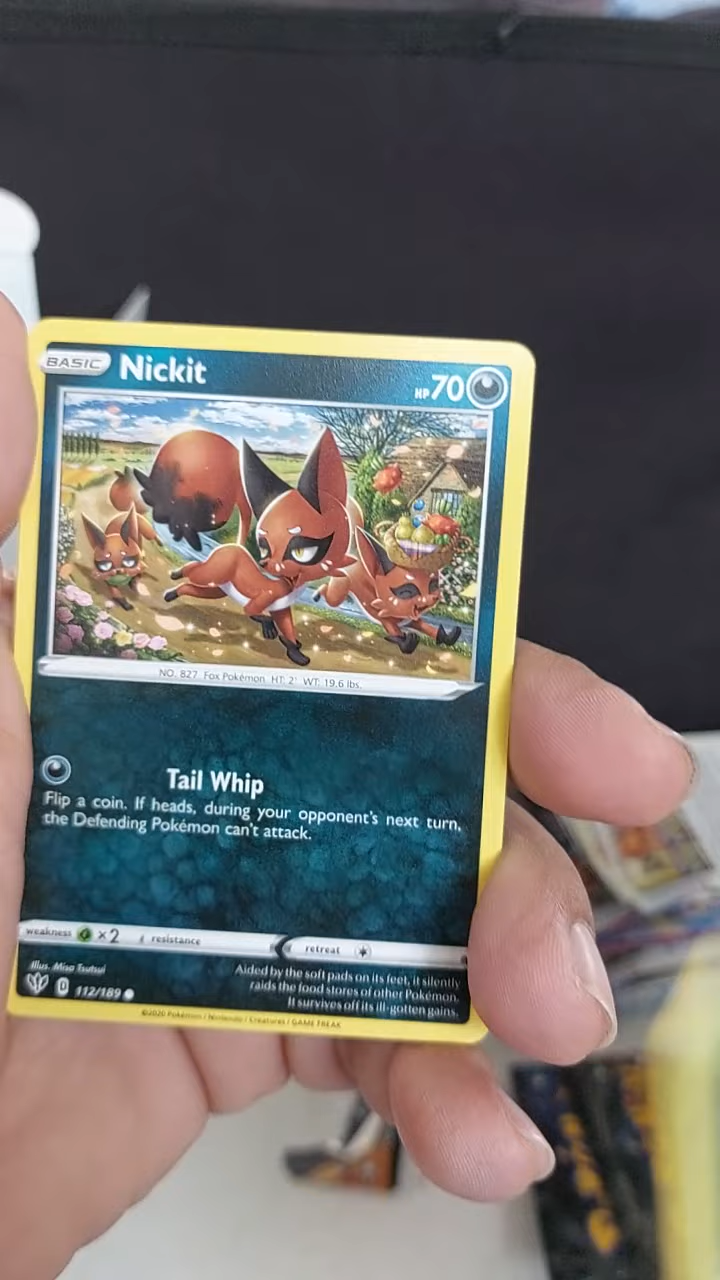 BASIC Nickit HP 70
NO. 827 Fox Pokémon HT: 2' WT: 19.6 lbs.
Tail Whip
Flip a coin. If heads, during your opponent's next turn,
the Defending Pokémon can't attack.
weakness ×2 resistance retreat
Illus. Misa Tsutsui
D 112/189
Aided by the soft pads on its feet, it silently
raids the food stores of other Pokémon.
It survives off its ill-gotten gains.
©2020 Pokémon / Nintendo / Creatures / GAME FREAK